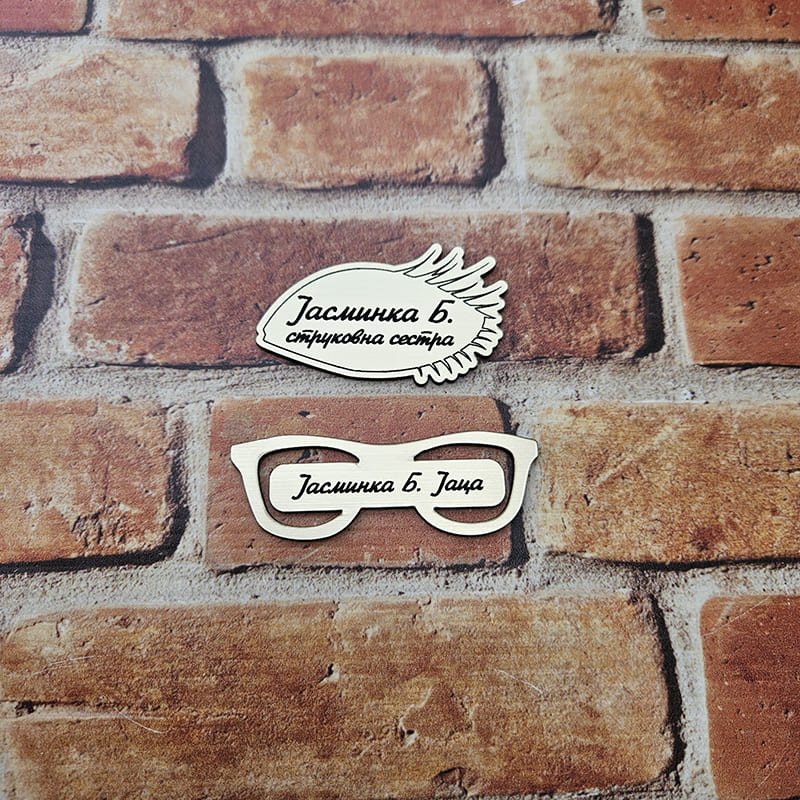 Јасминка Б.
струковна сестра
Јасминка Б. Јаца